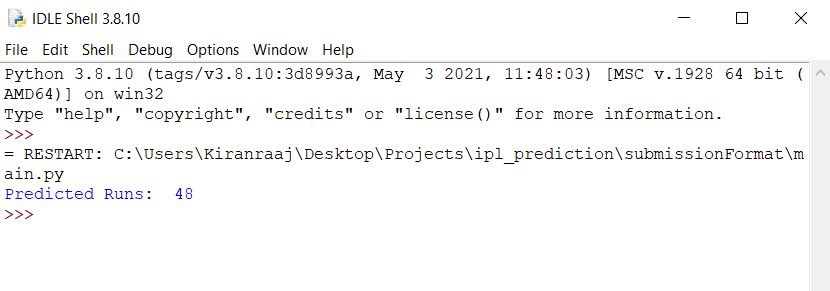 IDLE Shell 3.8.10
File Edit Shell Debug Options Window Help
Python 3.8.10 (tags/v3.8.10:3d8993a, May  3 2021, 11:48:03) [MSC v.1928 64 bit (
AMD64)] on win32
Type "help", "copyright", "credits" or "license()" for more information.
>>>
= RESTART: C:\Users\Kiranraaj\Desktop\Projects\ipl_prediction\submissionFormat\m
ain.py
Predicted Runs:  48
>>>